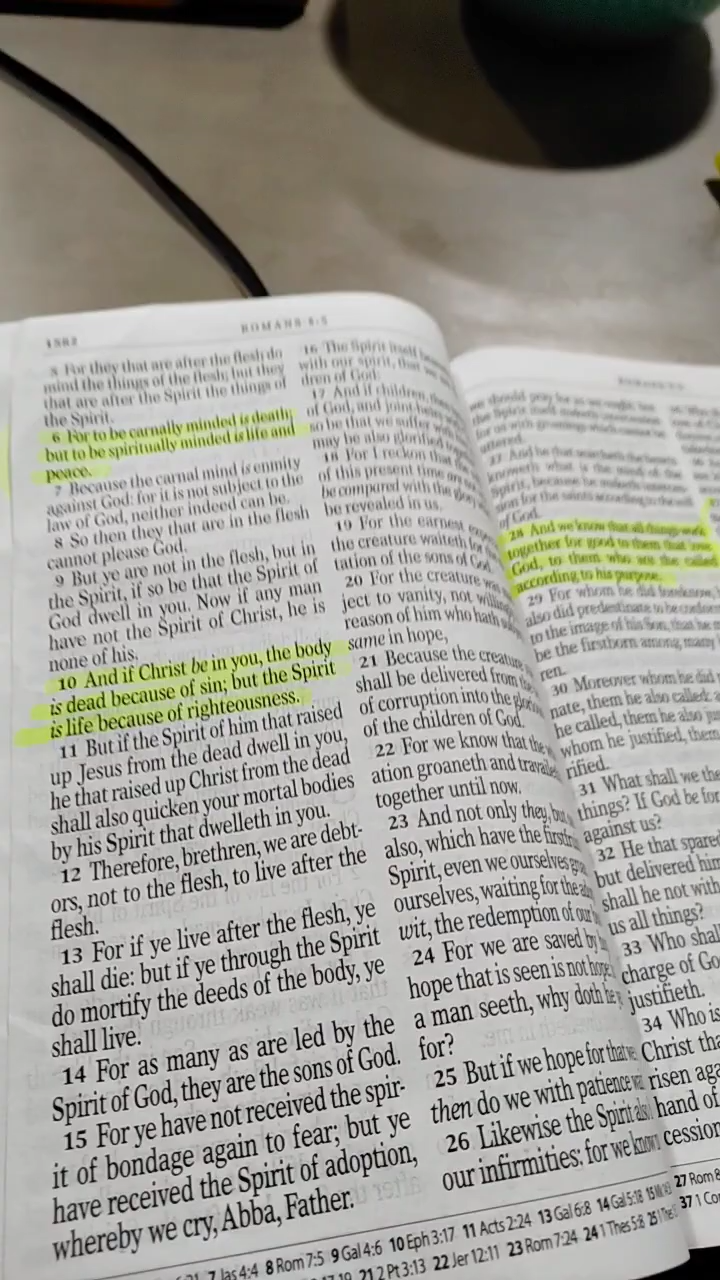 1582
ROMANS 8:5
5 For they that are after the flesh do
mind the things of the flesh; but they
that are after the Spirit the things of
the Spirit.
6 For to be carnally minded is death;
but to be spiritually minded is life and
peace.
7 Because the carnal mind is enmity
against God: for it is not subject to the
law of God, neither indeed can be.
8 So then they that are in the flesh
cannot please God.
9 But ye are not in the flesh, but in
the Spirit, if so be that the Spirit of
God dwell in you. Now if any man
have not the Spirit of Christ, he is
none of his.
10 And if Christ be in you, the body
is dead because of sin; but the Spirit
is life because of righteousness.
11 But if the Spirit of him that raised
up Jesus from the dead dwell in you,
he that raised up Christ from the dead
shall also quicken your mortal bodies
by his Spirit that dwelleth in you.
12 Therefore, brethren, we are debt-
ors, not to the flesh, to live after the
flesh.
13 For if ye live after the flesh, ye
shall die: but if ye through the Spirit
do mortify the deeds of the body, ye
shall live.
14 For as many as are led by the
Spirit of God, they are the sons of God.
15 For ye have not received the spir-
it of bondage again to fear; but ye
have received the Spirit of adoption,
whereby we cry, Abba, Father.
16 The Spirit itself
with our spirit, that we
dren of God:
17 And if children,
of God, and joint-heirs
so be that we suffer with
may be also glorified
18 For I reckon that the
of this present time are
be compared with the glory
be revealed in us.
19 For the earnest
the creature waiteth for
tation of the sons of God.
20 For the creature was
ject to vanity, not willing
reason of him who hath
same in hope,
21 Because the creature
shall be delivered from the
of corruption into the
of the children of God.
22 For we know that the
ation groaneth and
together until now.
23 And not only they, but
also, which have the
Spirit, even we ourselves
ourselves, waiting for the
wit, the redemption of our
24 For we are saved by
hope that is seen is not hope:
a man seeth, why doth he
for?
25 But if we hope for that we
then do we with patience
26 Likewise the Spirit also
our infirmities: for we know
of God.
28 And we know that all things work
together for good to them that love
God, to them who are the called
according to his purpose.
29 For whom he did foreknow, he
also did predestinate to be
to the image of his Son, that he
be the firstborn among many
ren.
30 Moreover whom he did
nate, them he also called: a
he called, them he also
whom he justified, them
rified.
31 What shall we
things? If God be for
against us?
32 He that spared
but delivered him
shall he not with
us all things?
33 Who shal
charge of Go
justifieth.
34 Who is
Christ tha
risen aga
hand of
cession
7 Jas 4:4 8 Rom 7:5 9 Gal 4:6 10 Eph 3:17 11 Acts 2:24 13 Gal 6:8 14 Gal 5:18
21 2 Pt 3:13 22 Jer 12:11 23 Rom 7:24 24 1 Thes 5:8
27 Rom 8
37 1 Co